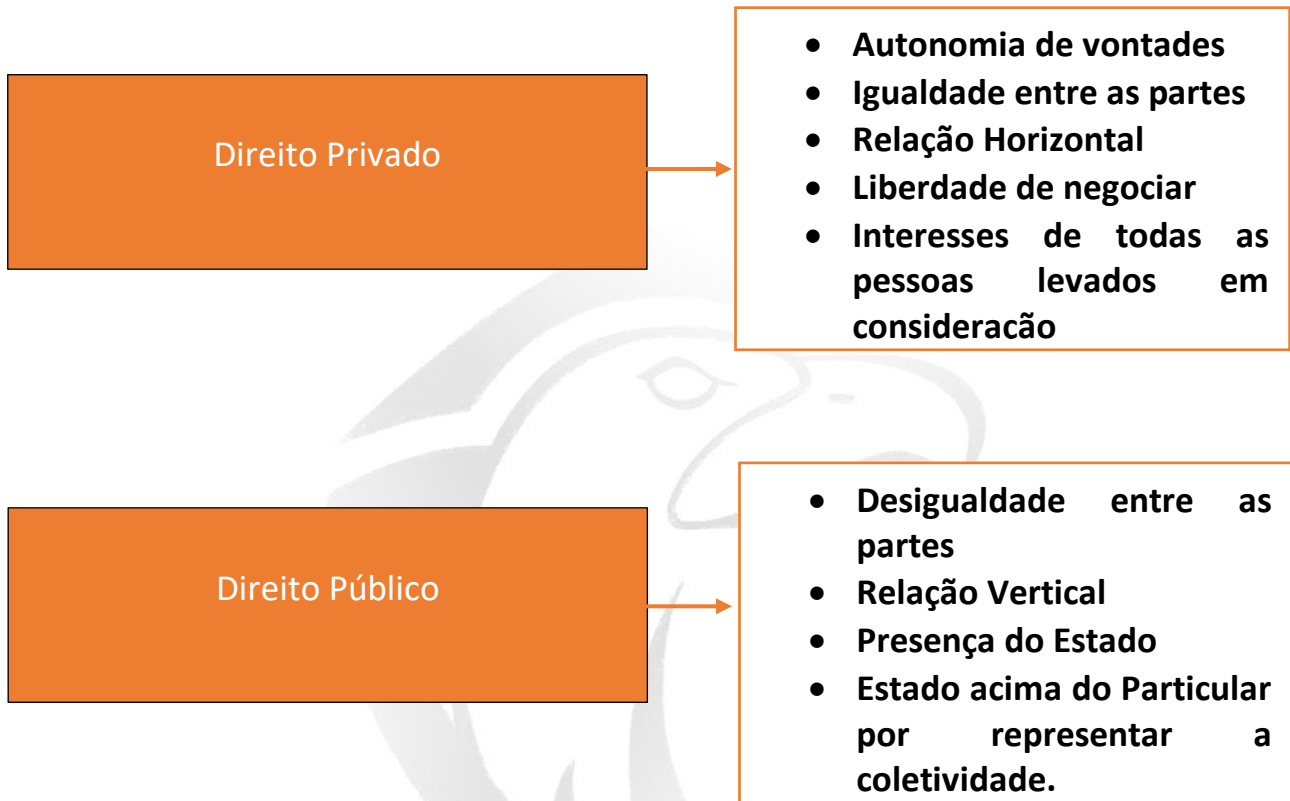 Direito Privado
• Autonomia de vontades
• Igualdade entre as partes
• Relação Horizontal
• Liberdade de negociar
• Interesses de todas as
pessoas levados em
consideracão
Direito Público
• Desigualdade entre as
partes
• Relação Vertical
• Presença do Estado
• Estado acima do Particular
por representar a
coletividade.